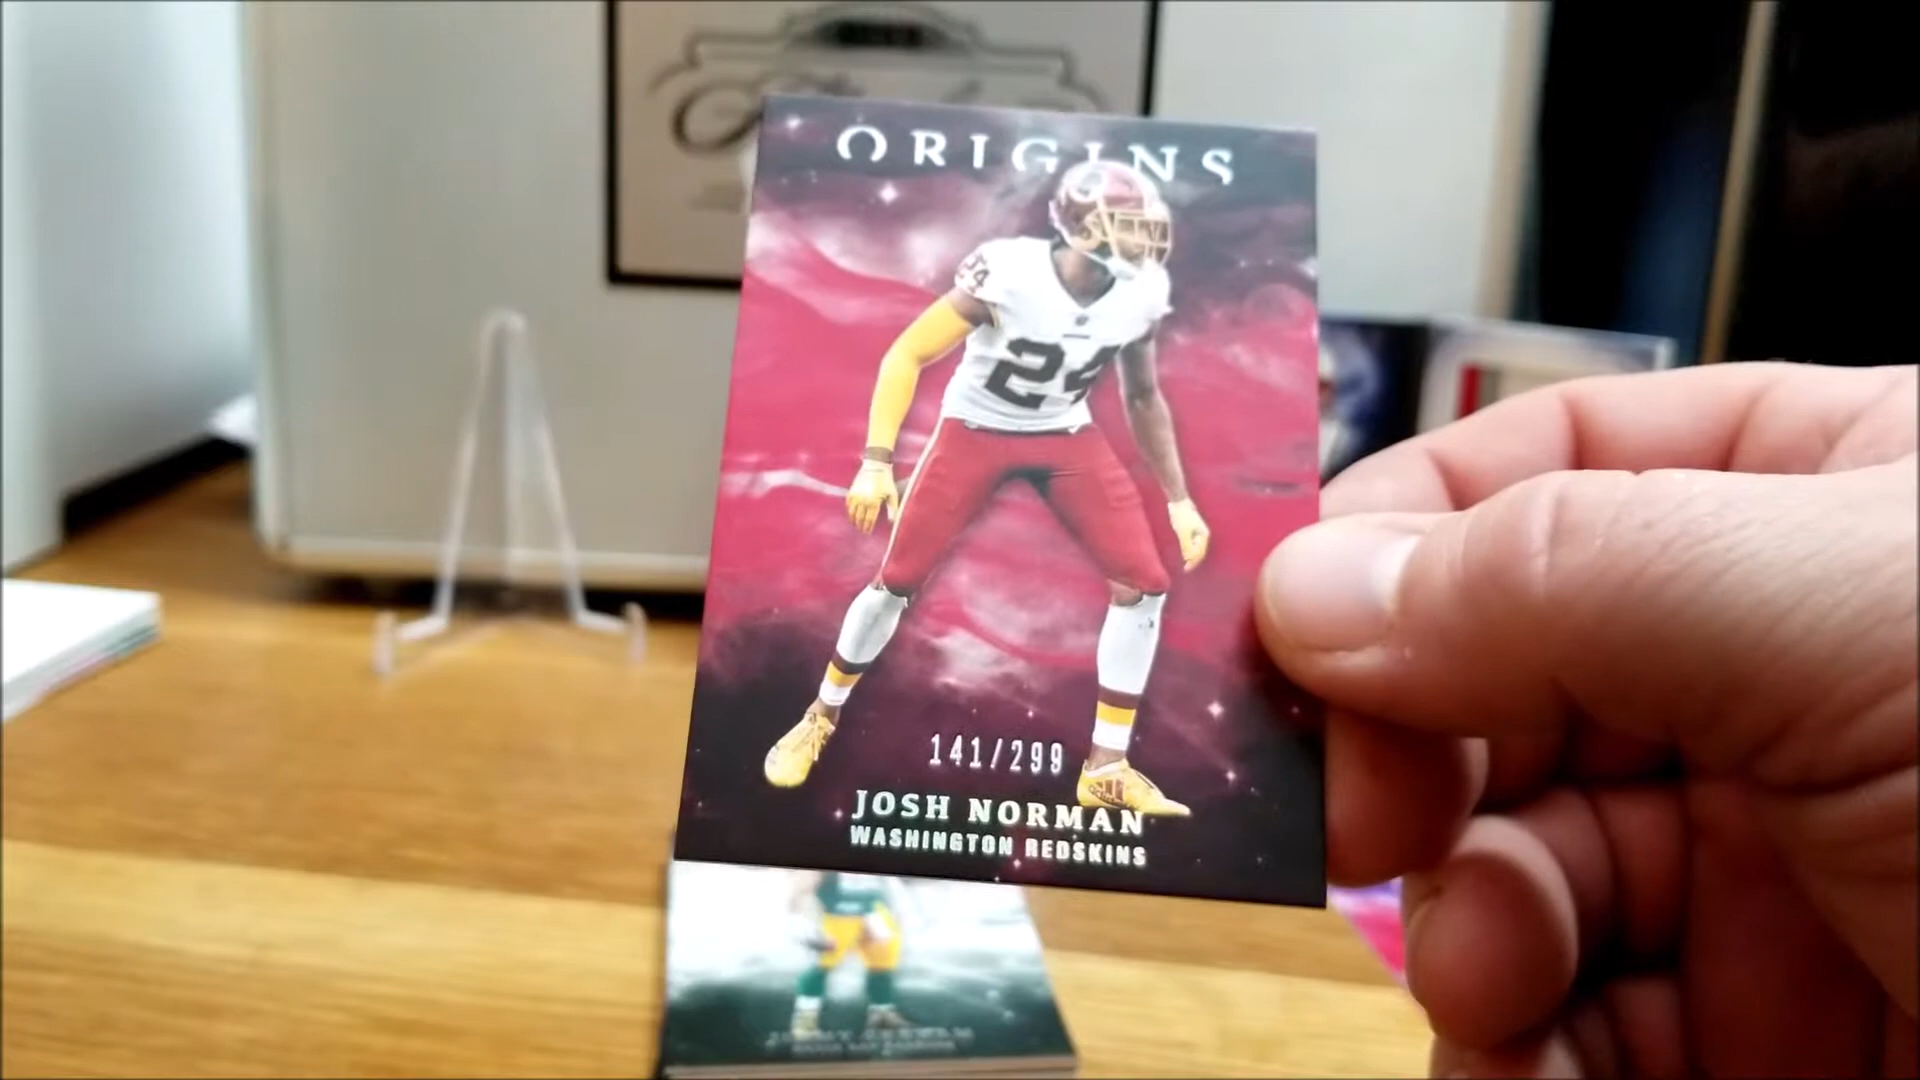 ORIGINS
24
24
141/299
JOSH NORMAN
WASHINGTON REDSKINS